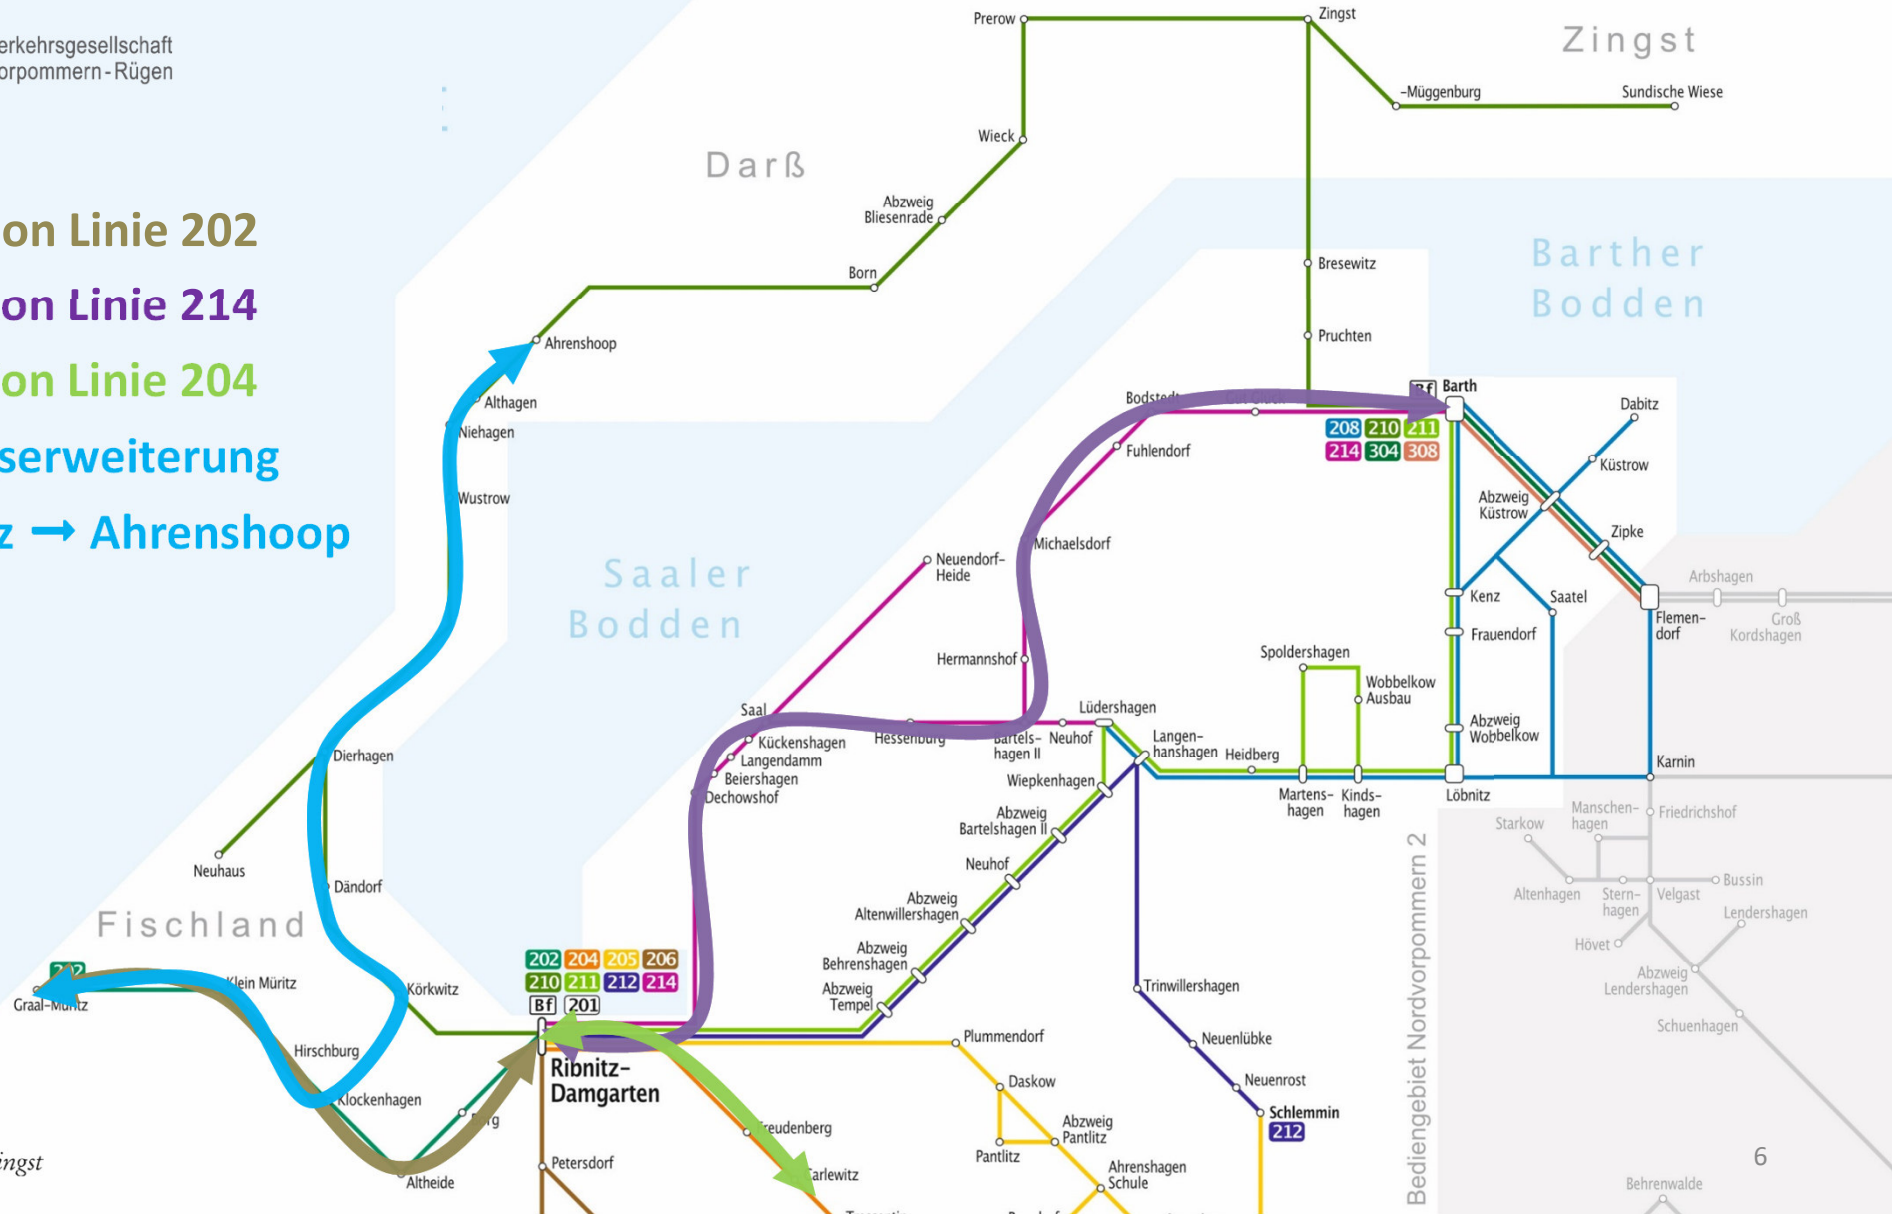 erkehrsgesellschaft
orpommern-Rügen
on Linie 202
on Linie 214
on Linie 204
serweiterung
z → Ahrenshoop
Prerow
Zingst
Zingst
-Müggenburg
Sundische Wiese
Wieck
Darß
Abzweig
Bliesenrade
Born
Bresewitz
Barther
Bodden
Pruchten
Ahrenshoop
Althagen
Niehagen
Wustrow
Bodstedt
Gut Glück
Bf
Barth
208 210 211
214 304 308
Fuhlendorf
Dabitz
Küstrow
Abzweig
Küstrow
Zipke
Michaelsdorf
Neuendorf-
Heide
Saaler
Bodden
Arbshagen
Kenz
Saatel
Flemen-
dorf
Groß
Kordshagen
Frauendorf
Hermannshof
Spoldershagen
Wobbelkow
Ausbau
Saal
Lüdershagen
Abzweig
Wobbelkow
Kückenshagen
Hessenburg
Bartels-
hagen II
Neuhof
Langen-
hanshagen
Heidberg
Langendamm
Beiershagen
Dechowshof
Dierhagen
Wiepkenhagen
Martens-
hagen
Kinds-
hagen
Löbnitz
Karnin
Abzweig
Bartelshagen II
Manschen-
hagen
Friedrichshof
Starkow
Neuhaus
Dändorf
Neuhof
Altenhagen
Stern-
hagen
Velgast
Bussin
Abzweig
Altenwillershagen
Lendershagen
Fischland
Hövet
Abzweig
Behrenshagen
Abzweig
Lendershagen
202 204 205 206
210 211 212 214
Bf 201
202
Graal-Müritz
Klein Müritz
Körkwitz
Abzweig
Tempel
Trinwillershagen
Schuenhagen
Hirschburg
Ribnitz-
Damgarten
Plummendorf
Neuenlübke
Klockenhagen
Daskow
Neuenrost
Freudenberg
Abzweig
Pantlitz
Schlemmin
212
Pantlitz
Petersdorf
Carlewitz
Altheide
Ahrenshagen
Schule
Bediengebiet Nordvorpommern 2
Behrenwalde
ingst
6